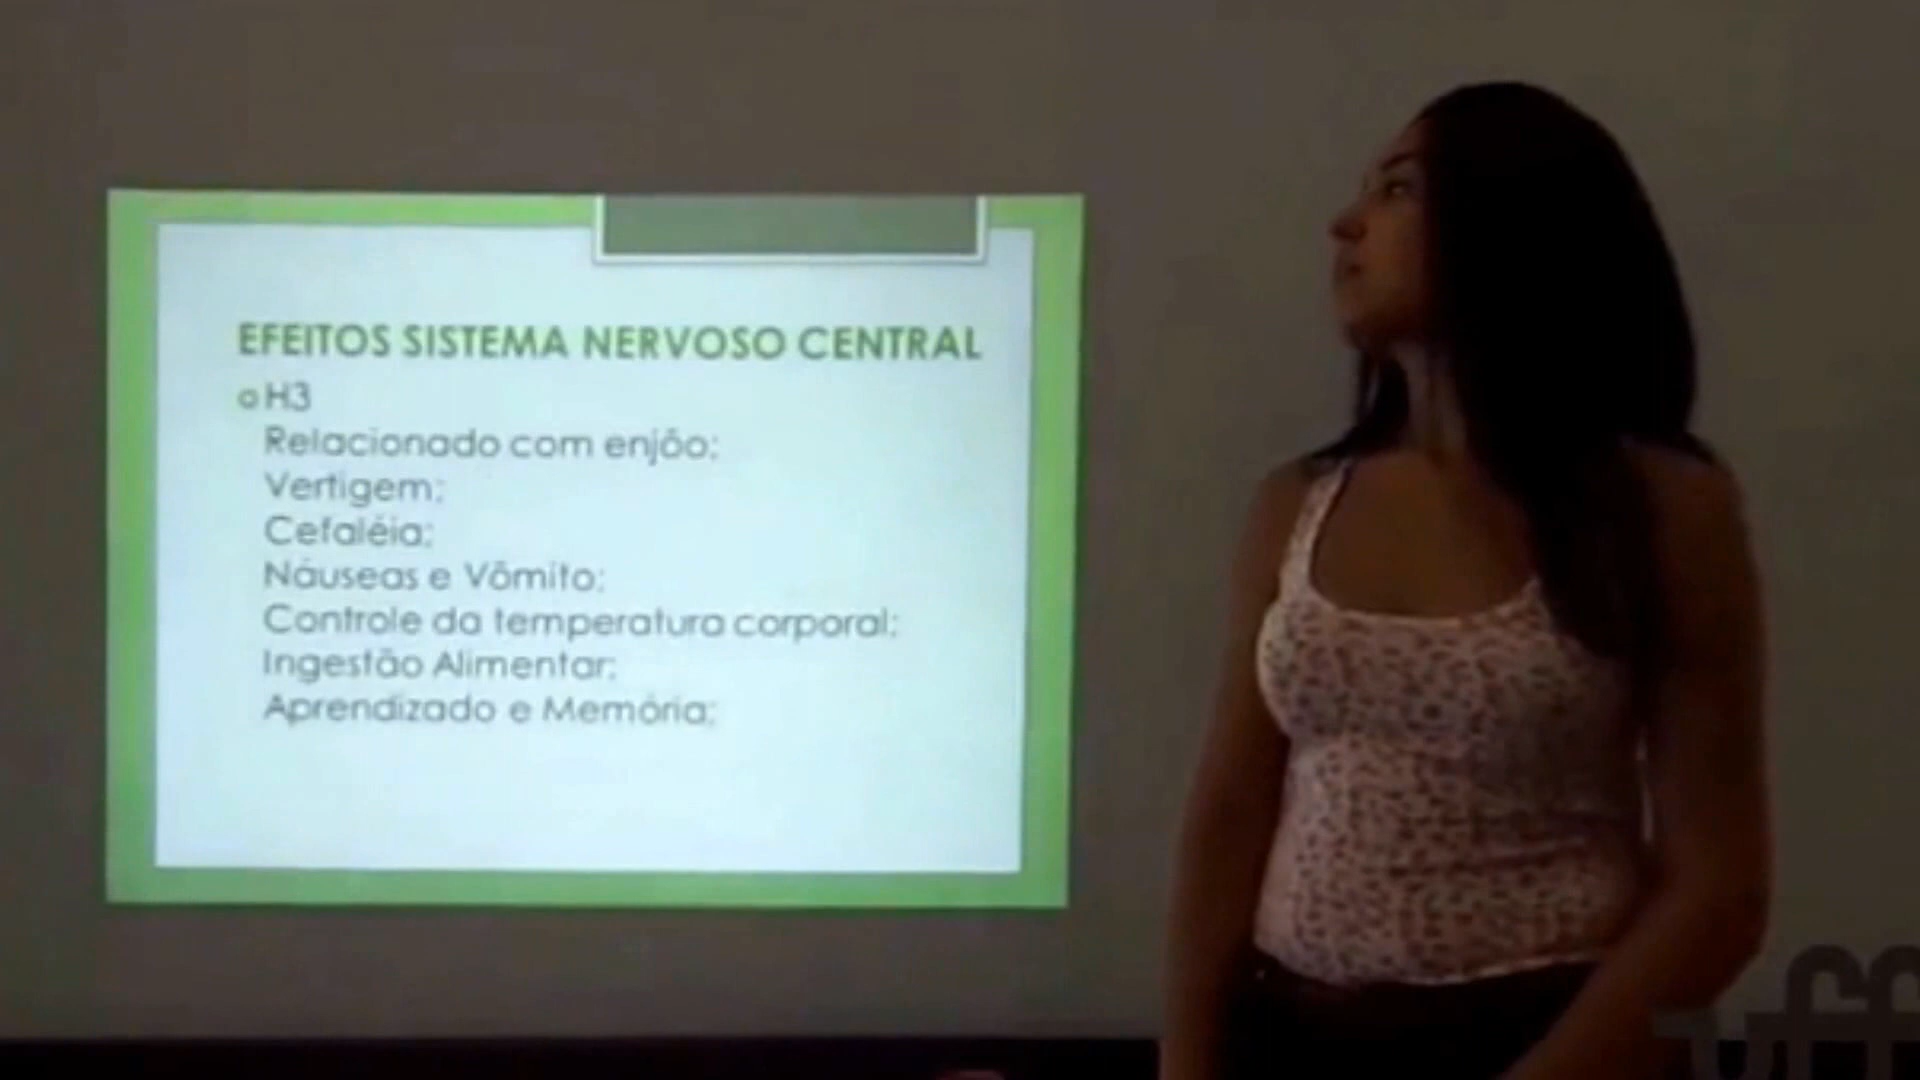 EFEITOS SISTEMA NERVOSO CENTRAL
o H3
Relacionado com enjôo;
Vertigem;
Cefaléia;
Náuseas e Vômito;
Controle da temperatura corporal;
Ingestão Alimentar;
Aprendizado e Memória;
uff